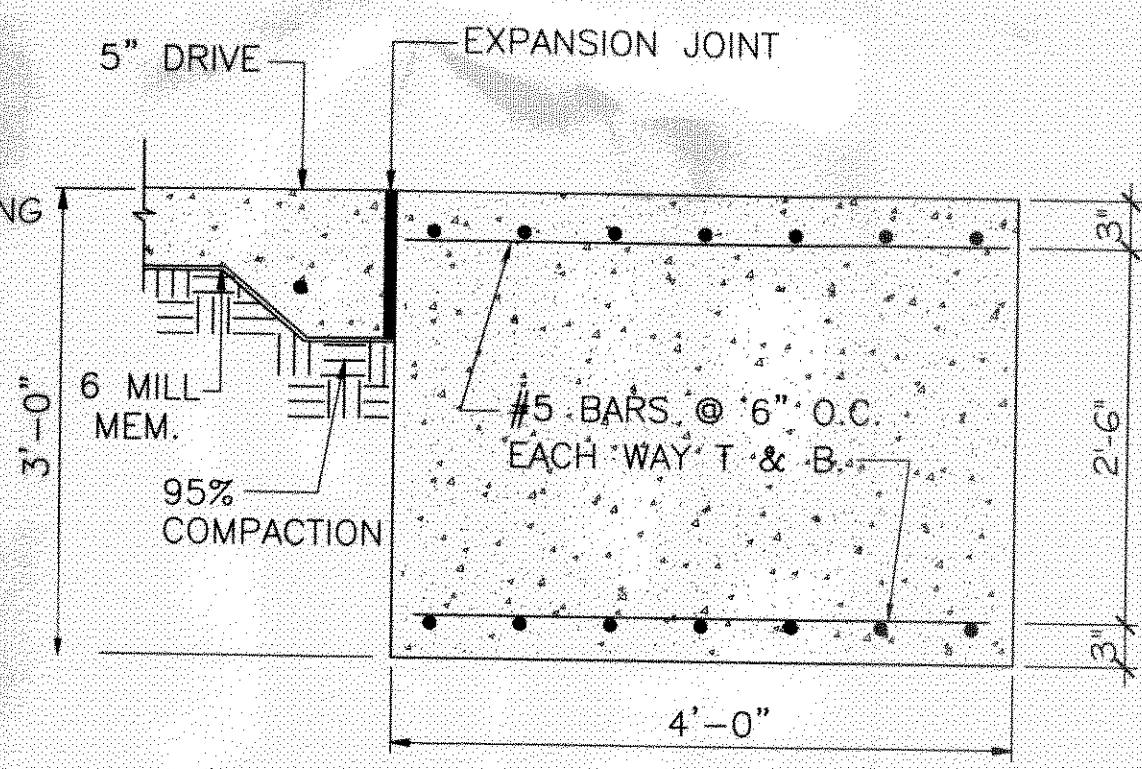 5" DRIVE
EXPANSION JOINT
3"
6 MILL
MEM.
3'-0"
#5 BARS @ 6" O.C.
EACH WAY T & B.
2'-6"
95%
COMPACTION
3"
4'-0"